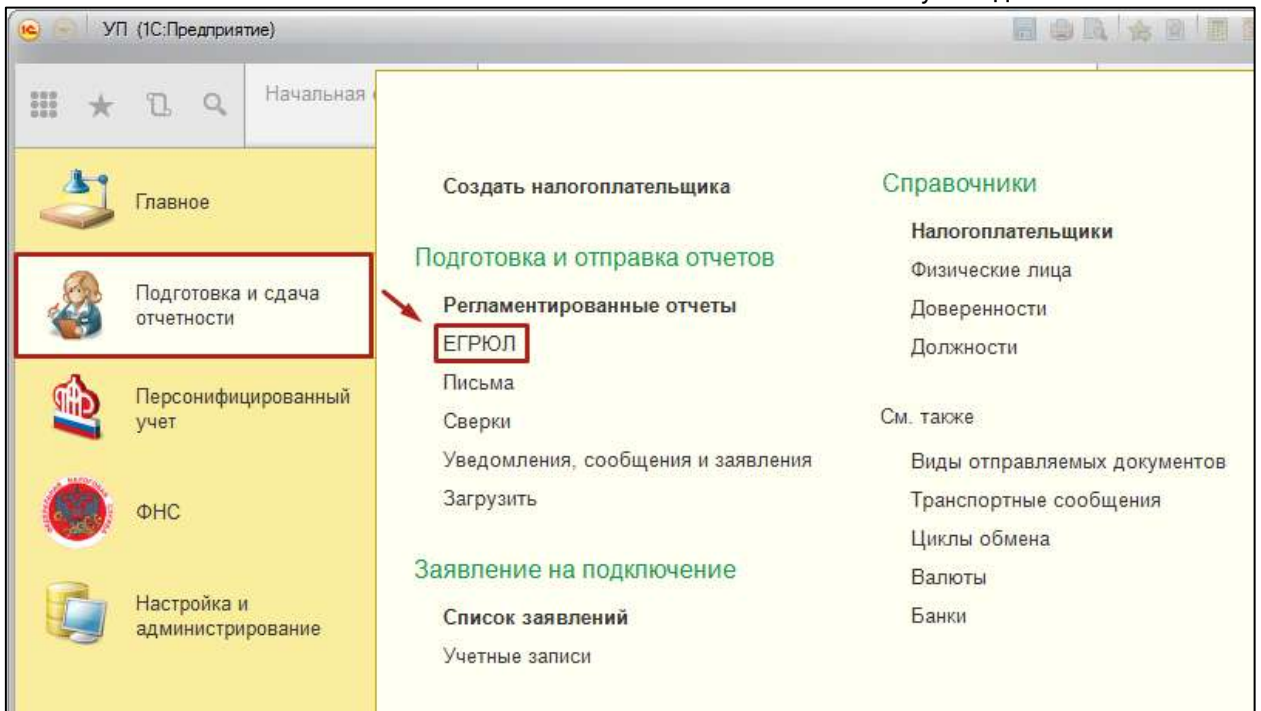 УП (1С:Предприятие)
Начальная
Главное
Подготовка и сдача
отчетности
Персонифицированный
учет
ФНС
Настройка и
администрирование
Создать налогоплательщика
Подготовка и отправка отчетов
Регламентированные отчеты
ЕГРЮЛ
Письма
Сверки
Уведомления, сообщения и заявления
Загрузить
Заявление на подключение
Список заявлений
Учетные записи
Справочники
Налогоплательщики
Физические лица
Доверенности
Должности
См. также
Виды отправляемых документов
Транспортные сообщения
Циклы обмена
Валюты
Банки